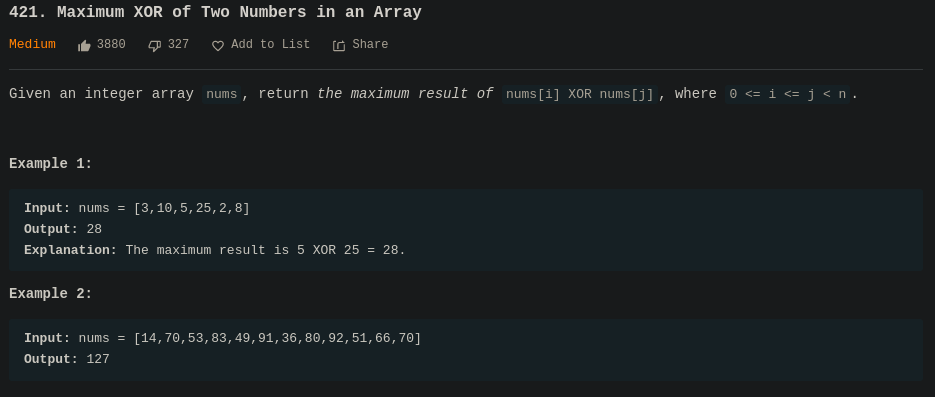 421. Maximum XOR of Two Numbers in an Array
Medium 3880 327 Add to List Share
Given an integer array nums, return the maximum result of nums[i] XOR nums[j], where 0 <= i <= j < n.
Example 1:
Input: nums = [3,10,5,25,2,8]
Output: 28
Explanation: The maximum result is 5 XOR 25 = 28.
Example 2:
Input: nums = [14,70,53,83,49,91,36,80,92,51,66,70]
Output: 127